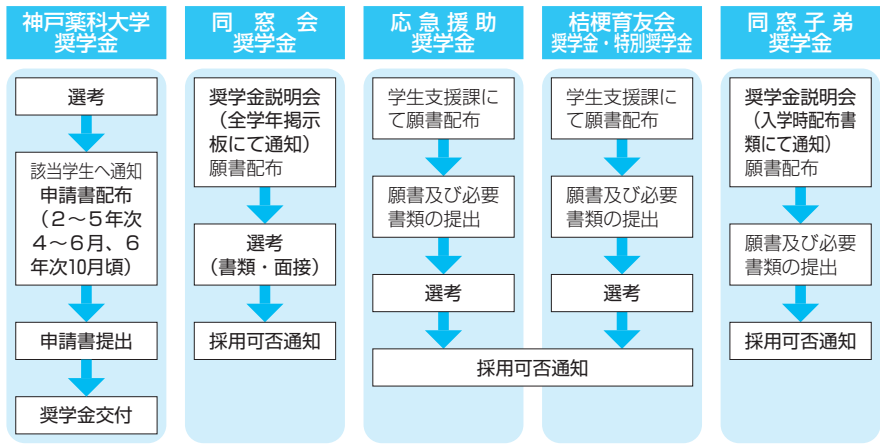 神戸薬科大学
奨学金
選考
該当学生へ通知
申請書配布
（２～５年次
４～６月、６
年次10月頃）
申請書提出
奨学金交付
同窓会
奨学金
奨学金説明会
（全学年掲示
板にて通知）
願書配布
選考
（書類・面接）
採用可否通知
応急援助
奨学金
学生支援課に
て願書配布
願書及び必要
書類の提出
選考
桔梗育友会
奨学金・特別奨学金
学生支援課に
て願書配布
願書及び必要
書類の提出
選考
採用可否通知
同窓子弟
奨学金
奨学金説明会
（入学時配布書
類にて通知）
願書配布
願書及び必要
書類の提出
採用可否通知